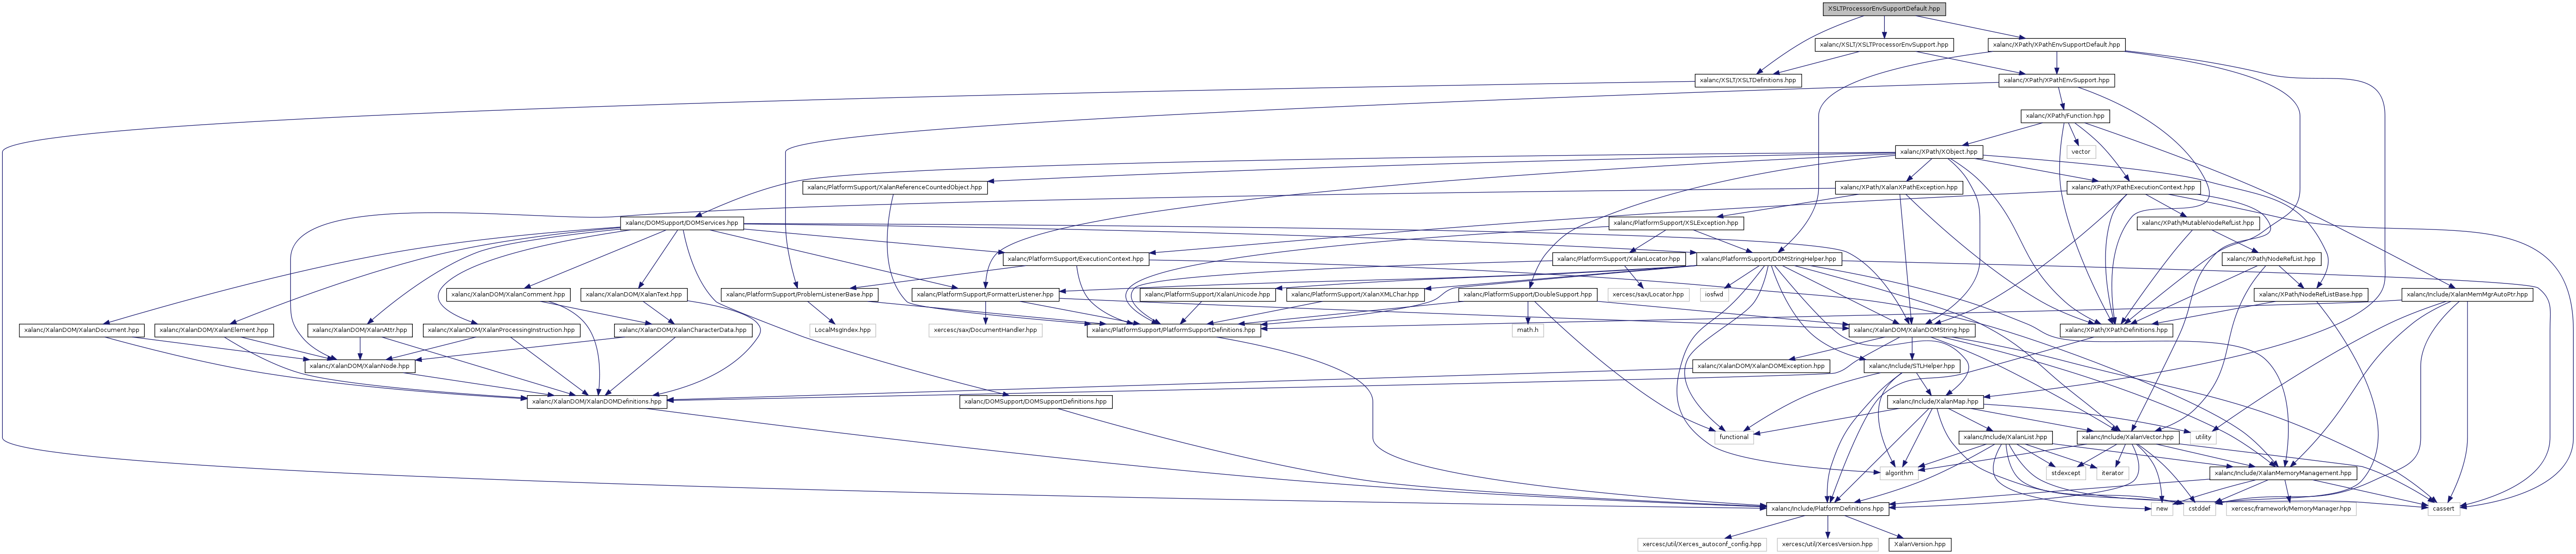 XSLTProcessorEnvSupportDefault.hpp
xalanc/XSLT/XSLTProcessorEnvSupport.hpp
xalanc/XPath/XPathEnvSupportDefault.hpp
xalanc/XSLT/XSLTDefinitions.hpp
xalanc/XPath/XPathEnvSupport.hpp
xalanc/XPath/Function.hpp
xalanc/XPath/XObject.hpp
vector
xalanc/PlatformSupport/XalanReferenceCountedObject.hpp
xalanc/XPath/XalanXPathException.hpp
xalanc/XPath/XPathExecutionContext.hpp
xalanc/DOMSupport/DOMServices.hpp
xalanc/PlatformSupport/XSLException.hpp
xalanc/XPath/MutableNodeRefList.hpp
xalanc/PlatformSupport/ExecutionContext.hpp
xalanc/PlatformSupport/XalanLocator.hpp
xalanc/PlatformSupport/DOMStringHelper.hpp
xalanc/XPath/NodeRefList.hpp
xalanc/XalanDOM/XalanComment.hpp
xalanc/XalanDOM/XalanText.hpp
xalanc/PlatformSupport/ProblemListenerBase.hpp
xalanc/PlatformSupport/FormatterListener.hpp
xalanc/PlatformSupport/XalanUnicode.hpp
xalanc/PlatformSupport/XalanXMLChar.hpp
xalanc/PlatformSupport/DoubleSupport.hpp
xercesc/sax/Locator.hpp
iosfwd
xalanc/XPath/NodeRefListBase.hpp
xalanc/Include/XalanMemMgrAutoPtr.hpp
xalanc/XalanDOM/XalanDocument.hpp
xalanc/XalanDOM/XalanElement.hpp
xalanc/XalanDOM/XalanAttr.hpp
xalanc/XalanDOM/XalanProcessingInstruction.hpp
xalanc/XalanDOM/XalanCharacterData.hpp
LocalMsgIndex.hpp
xercesc/sax/DocumentHandler.hpp
xalanc/PlatformSupport/PlatformSupportDefinitions.hpp
math.h
xalanc/XalanDOM/XalanDOMString.hpp
xalanc/XPath/XPathDefinitions.hpp
xalanc/XalanDOM/XalanNode.hpp
xalanc/XalanDOM/XalanDOMException.hpp
xalanc/Include/STLHelper.hpp
xalanc/XalanDOM/XalanDOMDefinitions.hpp
xalanc/DOMSupport/DOMSupportDefinitions.hpp
xalanc/Include/XalanMap.hpp
functional
xalanc/Include/XalanList.hpp
xalanc/Include/XalanVector.hpp
utility
algorithm
stdexcept
iterator
xalanc/Include/XalanMemoryManagement.hpp
xalanc/Include/PlatformDefinitions.hpp
new
cstddef
xercesc/framework/MemoryManager.hpp
cassert
xercesc/util/Xerces_autoconf_config.hpp
xercesc/util/XercesVersion.hpp
XalanVersion.hpp